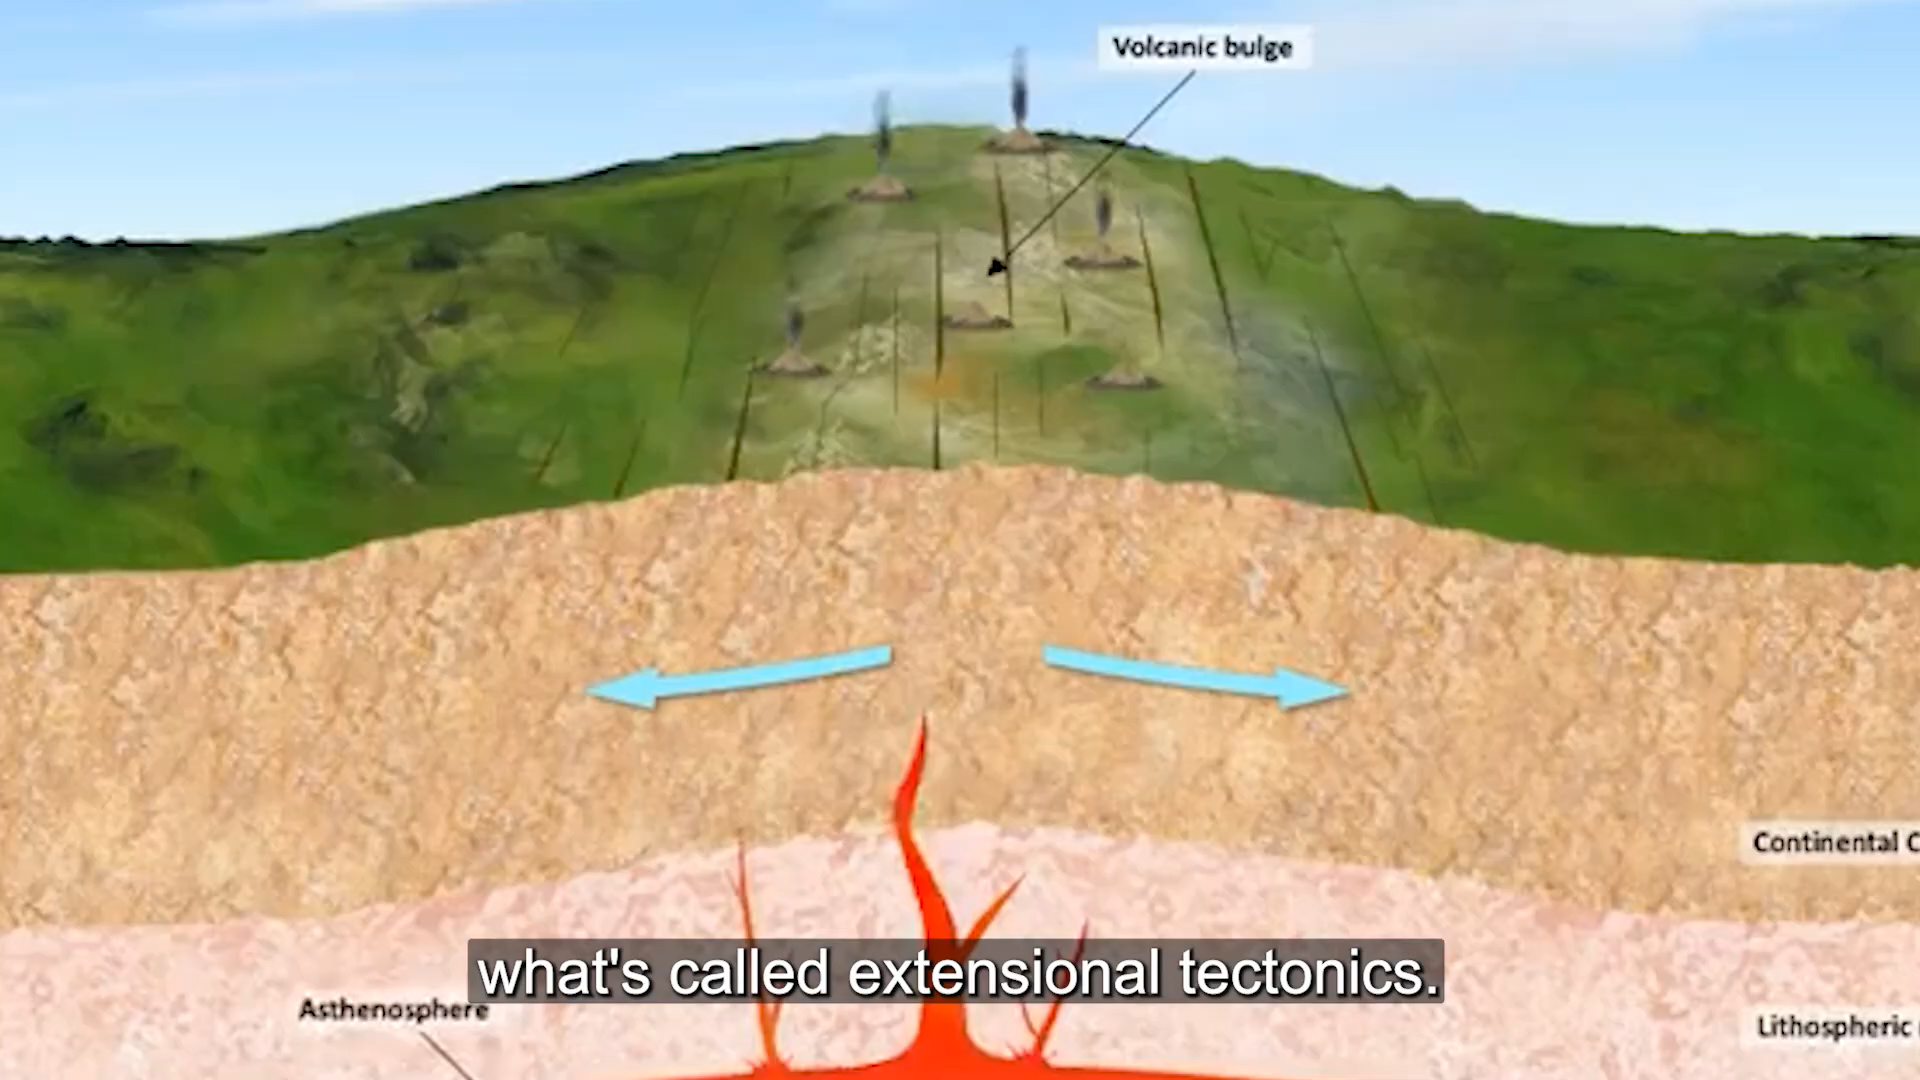 Volcanic bulge
Continental C
what's called extensional tectonics.
Asthenosphere
Lithospheric